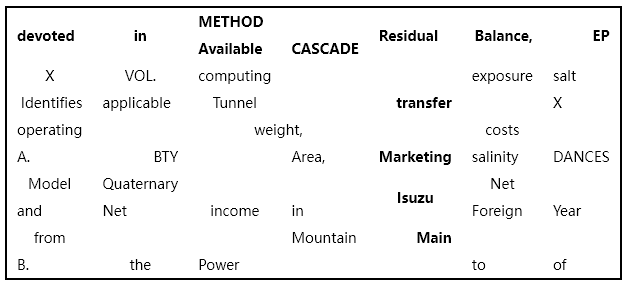 METHOD
devoted in Residual Balance, EP
Available CASCADE
X VOL. computing exposure salt
Identifies applicable Tunnel transfer X
operating weight, costs
A. BTY Area, Marketing salinity DANCES
Model Quaternary Net
Isuzu
and Net income in Foreign Year
from Mountain Main
B. the Power to of